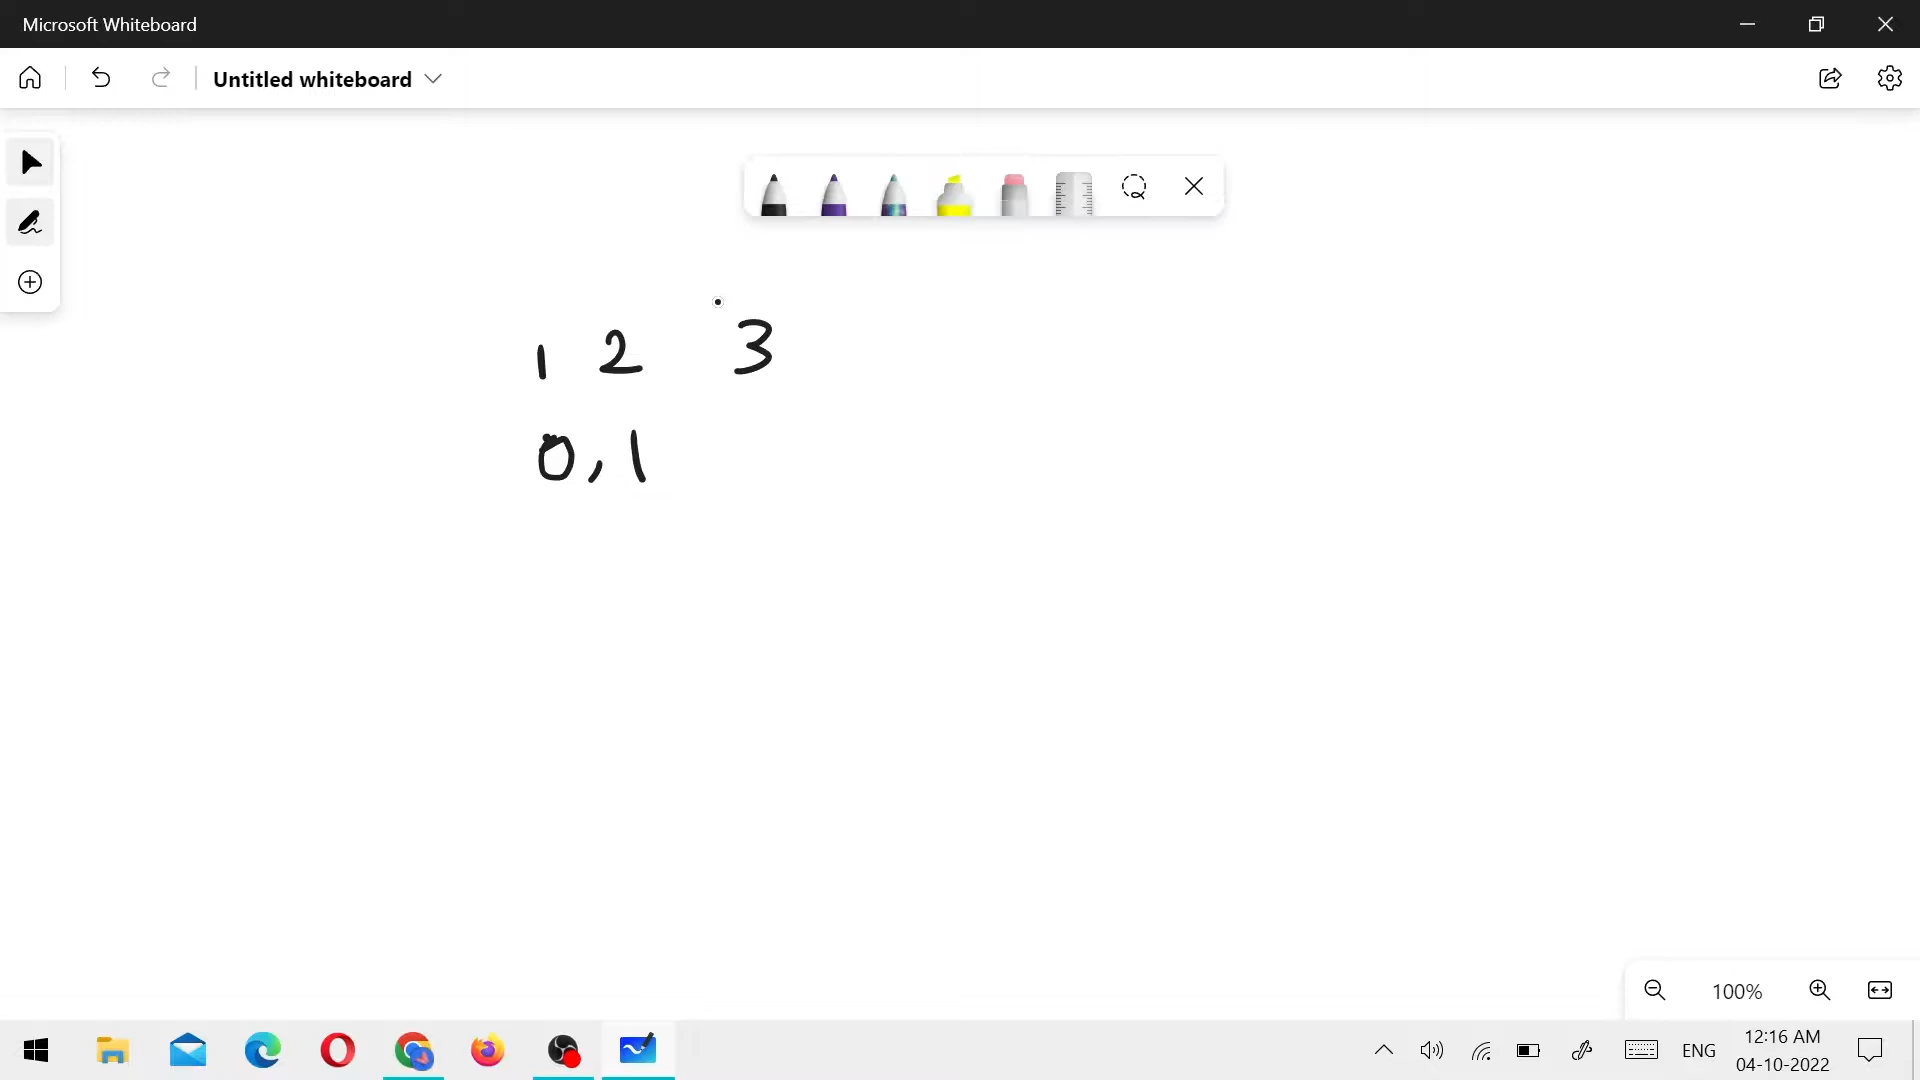 Microsoft Whiteboard
Untitled whiteboard
1 2 3
0, 1
100%
ENG
12:16 AM
04-10-2022